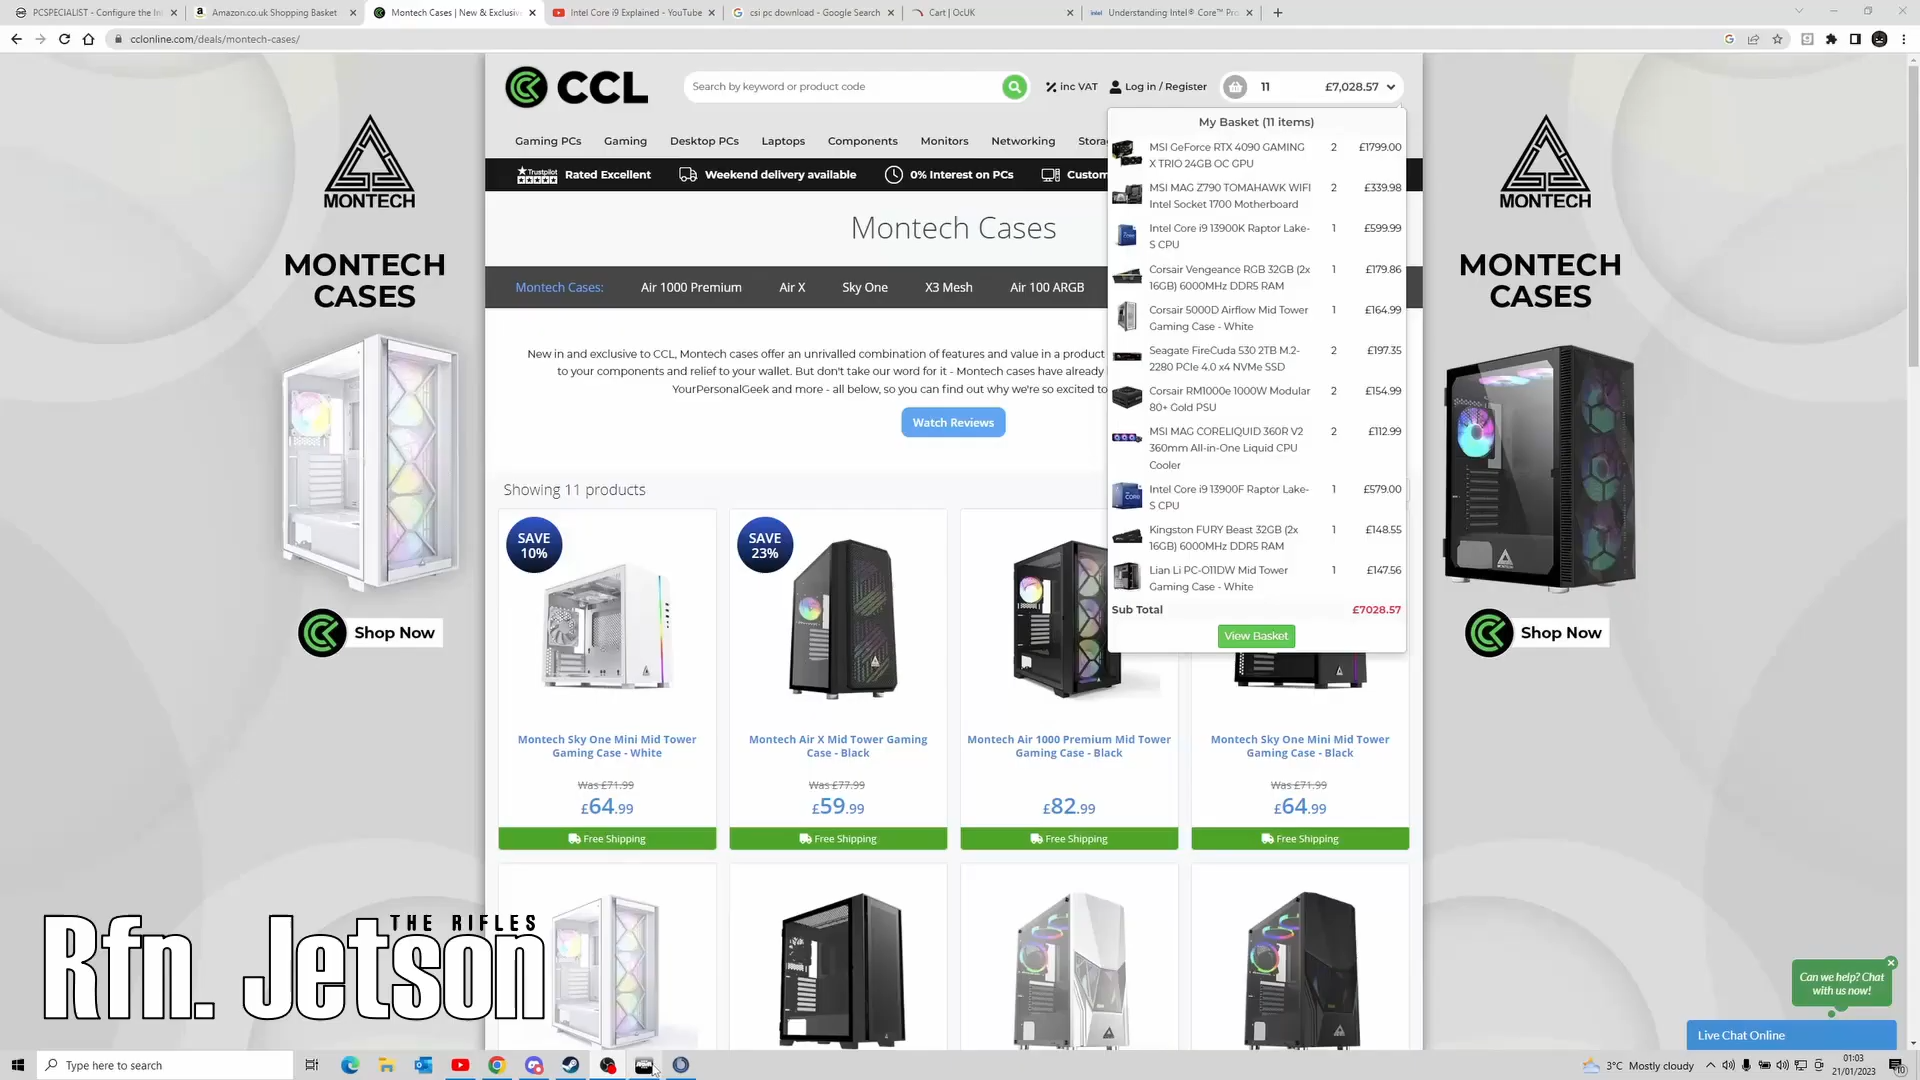 PCSPECIALIST - Configure the In
Amazon.co.uk Shopping Basket
Montech Cases | New & Exclusiv
Intel Core i9 Explained - YouTube
csi pc download - Google Search
Cart | OcUK
intel Understanding Intel® Core™ Pro
cclonline.com/deals/montech-cases/
CCL
Search by keyword or product code
inc VAT
Log in / Register
11
£7,028.57
Gaming PCs
Gaming
Desktop PCs
Laptops
Components
Monitors
Networking
Stora
Trustpilot
Rated Excellent
Weekend delivery available
0% Interest on PCs
Custom
My Basket (11 items)
MSI GeForce RTX 4090 GAMING 2 £1799.00
X TRIO 24GB OC GPU
MSI MAG Z790 TOMAHAWK WIFI 2 £339.98
Intel Socket 1700 Motherboard
Intel Core i9 13900K Raptor Lake- 1 £599.99
S CPU
Corsair Vengeance RGB 32GB (2x 1 £179.86
16GB) 6000MHz DDR5 RAM
Corsair 5000D Airflow Mid Tower 1 £164.99
Gaming Case - White
Seagate FireCuda 530 2TB M.2- 2 £197.35
2280 PCIe 4.0 x4 NVMe SSD
Corsair RM1000e 1000W Modular 2 £154.99
80+ Gold PSU
MSI MAG CORELIQUID 360R V2 2 £112.99
360mm All-in-One Liquid CPU
Cooler
Intel Core i9 13900F Raptor Lake- 1 £579.00
S CPU
Kingston FURY Beast 32GB (2x 1 £148.55
16GB) 6000MHz DDR5 RAM
Lian Li PC-O11DW Mid Tower 1 £147.56
Gaming Case - White
Sub Total £7028.57
View Basket
MONTECH
MONTECH
CASES
Shop Now
MONTECH
MONTECH
CASES
Shop Now
Montech Cases
Montech Cases:
Air 1000 Premium
Air X
Sky One
X3 Mesh
Air 100 ARGB
New in and exclusive to CCL, Montech cases offer an unrivalled combination of features and value in a product
to your components and relief to your wallet. But don't take our word for it - Montech cases have already
YourPersonalGeek and more - all below, so you can find out why we're so excited to
Watch Reviews
Showing 11 products
SAVE
10%
SAVE
23%
Montech Sky One Mini Mid Tower
Gaming Case - White
Was £71.99
£64.99
Free Shipping
Montech Air X Mid Tower Gaming
Case - Black
Was £77.99
£59.99
Free Shipping
Montech Air 1000 Premium Mid Tower
Gaming Case - Black
£82.99
Free Shipping
Montech Sky One Mini Mid Tower
Gaming Case - Black
Was £71.99
£64.99
Free Shipping
THE RIFLES
Rfn. Jetson
Can we help? Chat
with us now!
Live Chat Online
Type here to search
3°C Mostly cloudy
01:03
21/01/2023